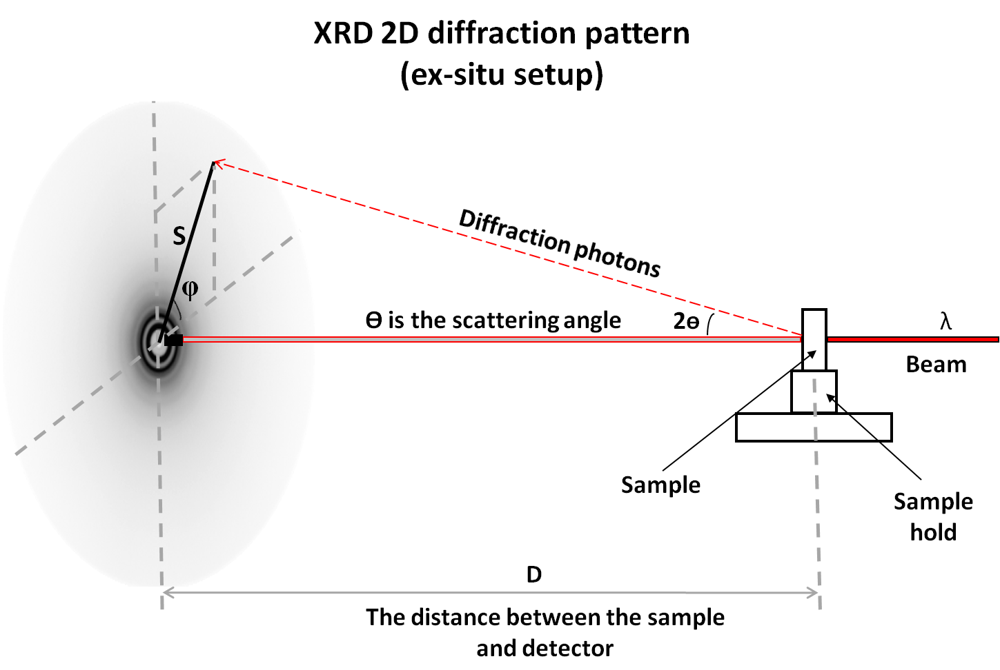 XRD 2D diffraction pattern
(ex-situ setup)
S
φ
Diffraction photons
ϴ is the scattering angle
2ɵ
λ
Beam
Sample
Sample
hold
D
The distance between the sample
and detector